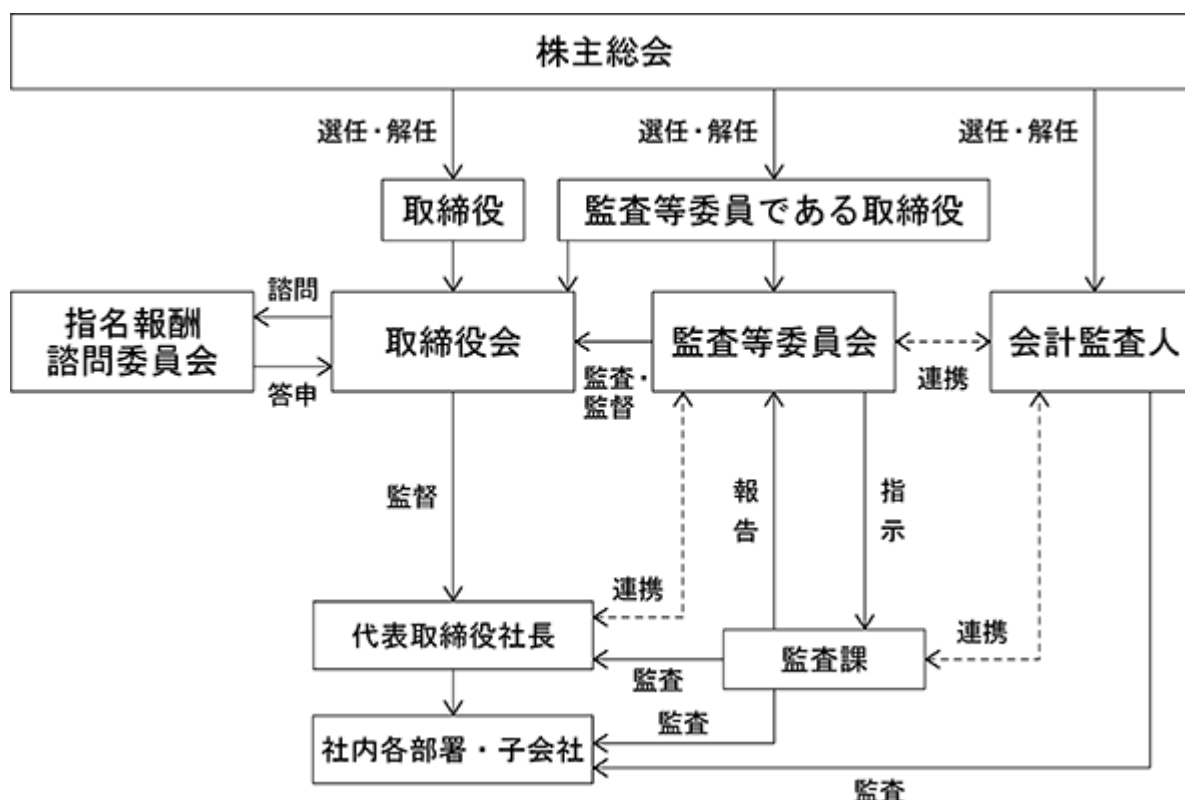 株主総会
選任・解任
選任・解任
選任・解任
取締役
監査等委員である取締役
諮問
指名報酬
諮問委員会
答申
取締役会
監査・
監督
監査等委員会
連携
会計監査人
監督
報告
指示
連携
代表取締役社長
監査
監査課
連携
監査
社内各部署・子会社
監査